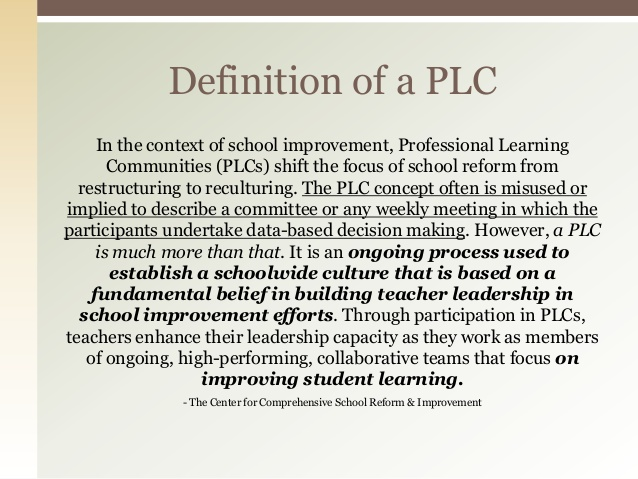 Definition of a PLC
In the context of school improvement, Professional Learning
Communities (PLCs) shift the focus of school reform from
restructuring to reculturing. The PLC concept often is misused or
implied to describe a committee or any weekly meeting in which the
participants undertake data-based decision making. However, a PLC
is much more than that. It is an ongoing process used to
establish a schoolwide culture that is based on a
fundamental belief in building teacher leadership in
school improvement efforts. Through participation in PLCs,
teachers enhance their leadership capacity as they work as members
of ongoing, high-performing, collaborative teams that focus on
improving student learning.
- The Center for Comprehensive School Reform & Improvement